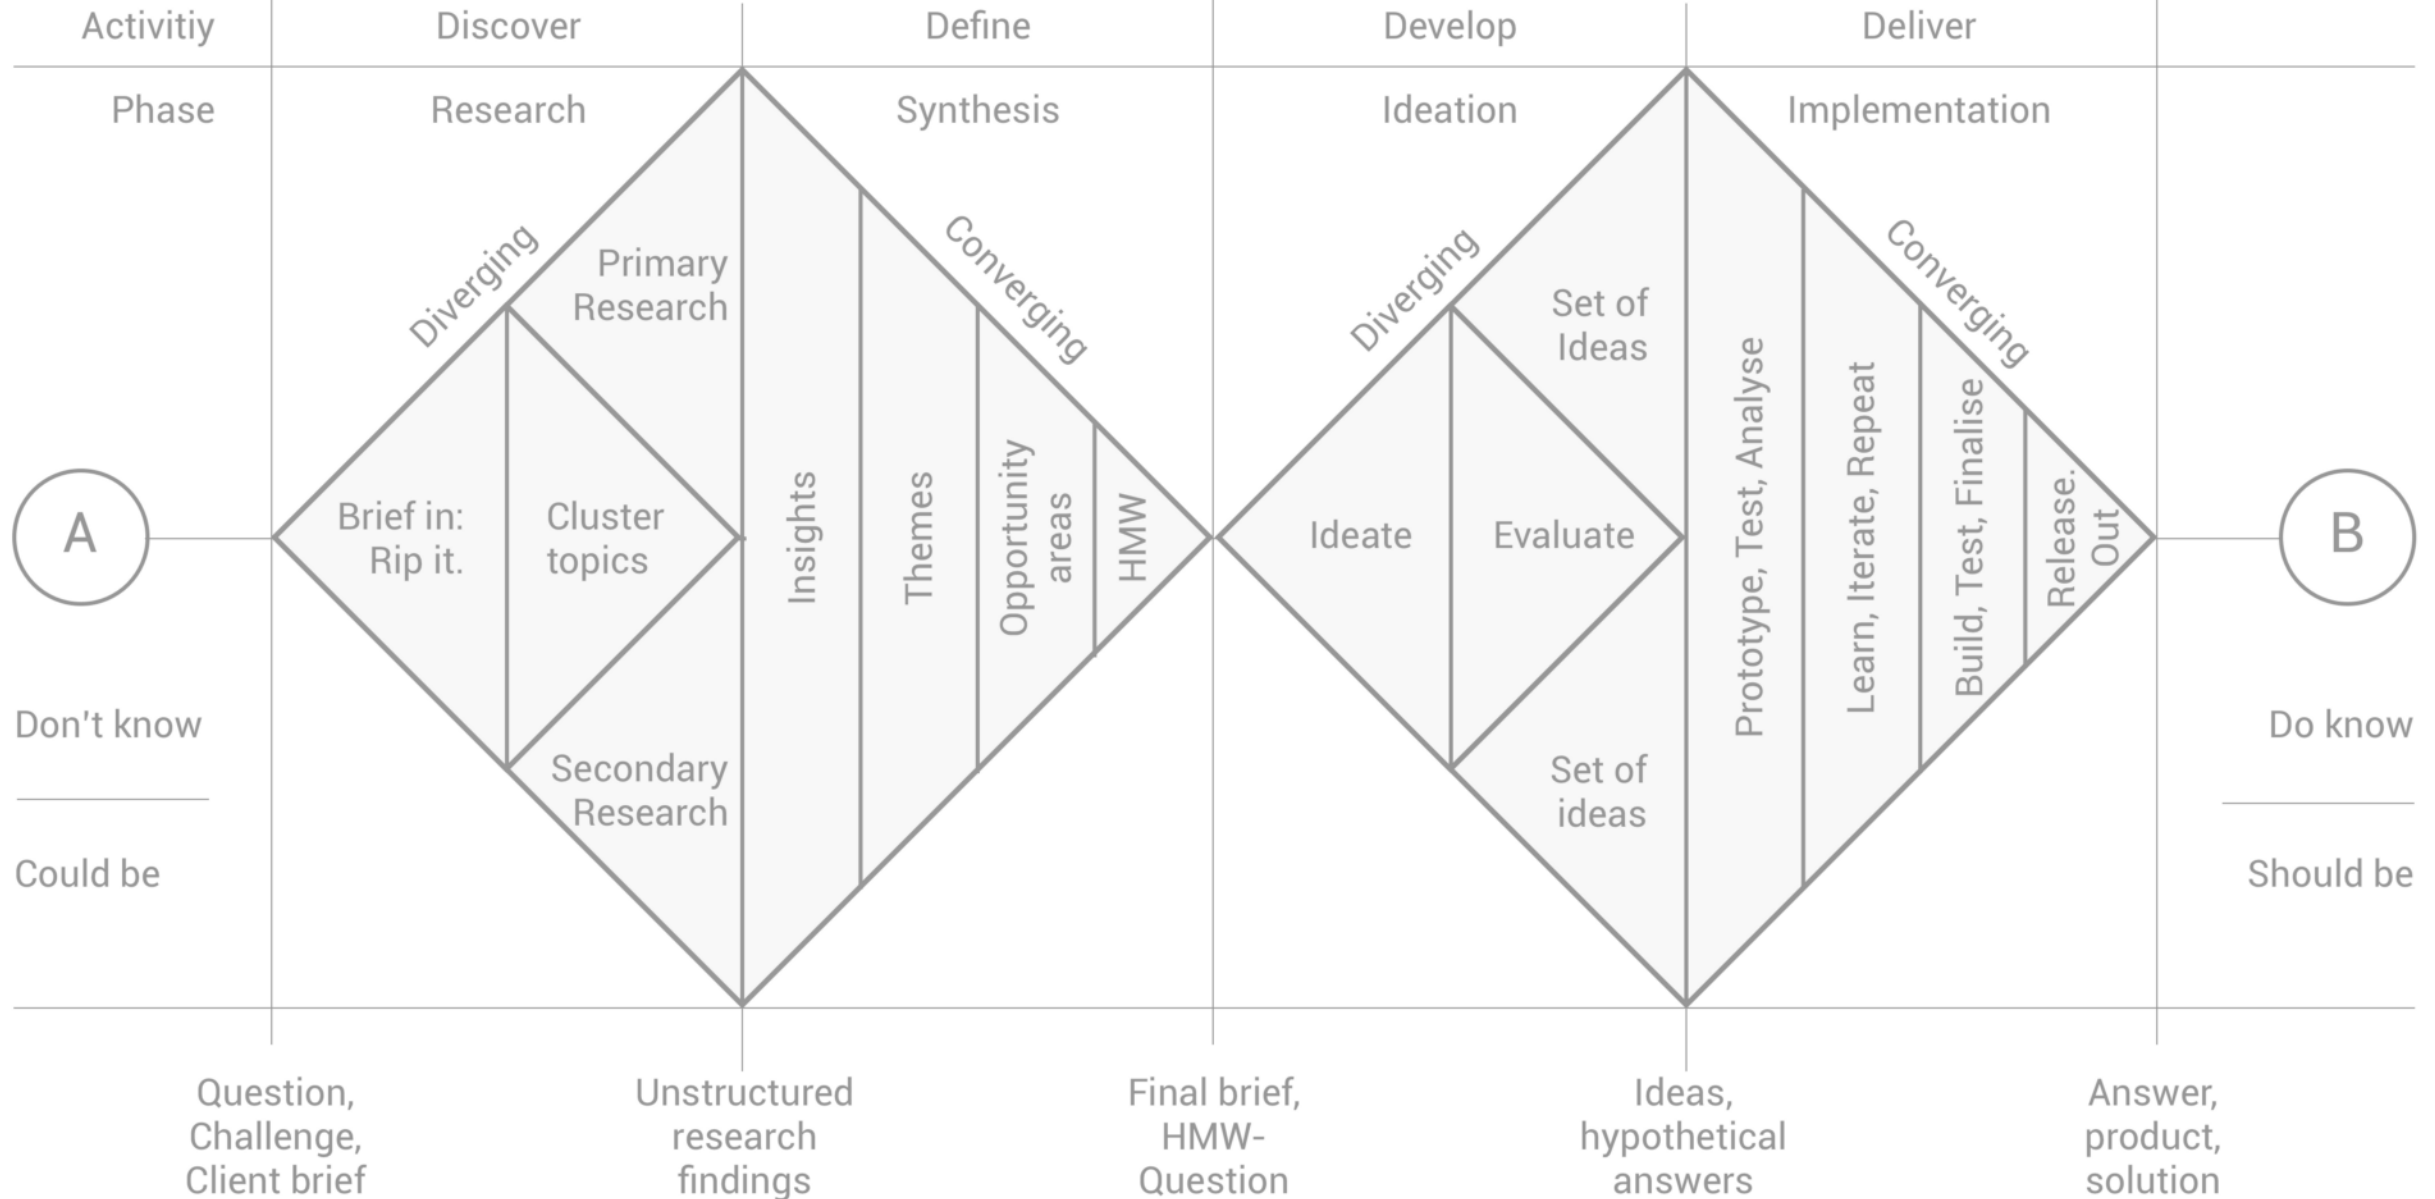 Activitiy
Discover
Define
Develop
Deliver
Phase
Research
Synthesis
Ideation
Implementation
Diverging
Converging
Diverging
Converging
A
Brief in:
Rip it.
Cluster
topics
Primary
Research
Secondary
Research
Insights
Themes
Opportunity
areas
HMW
Ideate
Evaluate
Set of
Ideas
Set of
ideas
Prototype, Test, Analyse
Learn, Iterate, Repeat
Build, Test, Finalise
Release.
Out
B
Don't know
Could be
Do know
Should be
Question,
Challenge,
Client brief
Unstructured
research
findings
Final brief,
HMW-
Question
Ideas,
hypothetical
answers
Answer,
product,
solution